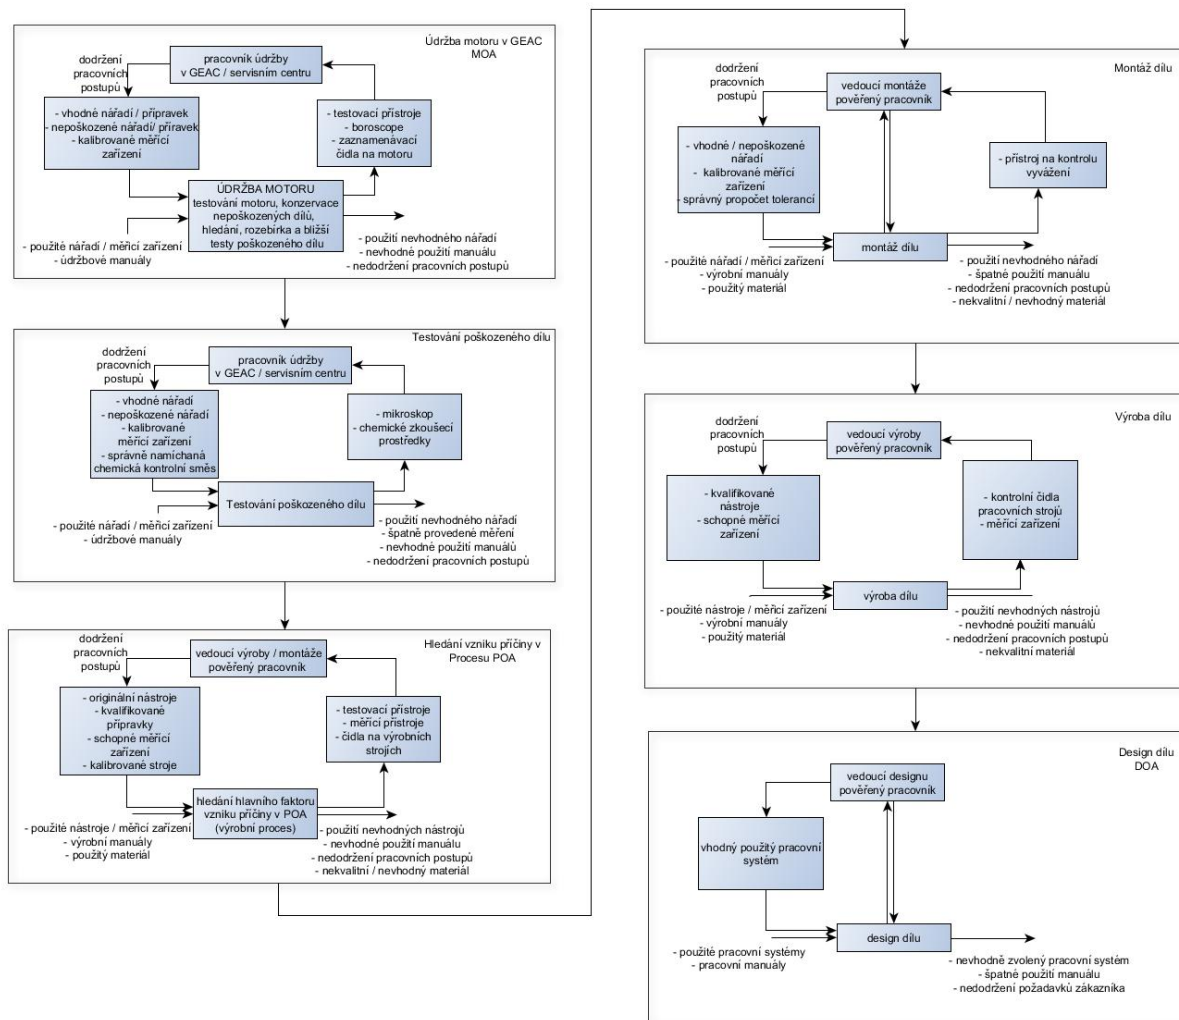 Údržba motoru v GEAC
MOA
dodržení
pracovních
postupů
pracovník údržby
v GEAC / servisním centru
- vhodné nářadí / přípravek
- nepoškozené nářadí/ příravek
- kalibrované měřící
zařízení
- testovací přístroje
- boroscope
- zaznamenávací
čidla na motoru
ÚDRŽBA MOTORU
testování motoru, konzervace
nepoškozených dílů,
hledání, rozebírka a bližší
testy poškozeného dílu
- použité nářadí / měřicí zařízení
- údržbové manuály
- použití nevhodného nářadí
- nevhodné použití manuálu
- nedodržení pracovních postupů
Testování poškozeného dílu
dodržení
pracovních
postupů
pracovník údržby
v GEAC / servisním centru
- vhodné nářadí
- nepoškozené nářadí
- kalibrované
měřící zařízení
- správně namíchaná
chemická kontrolní směs
- mikroskop
- chemické zkoušecí
prostředky
Testování poškozeného dílu
- použité nářadí / měřicí zařízení
- údržbové manuály
- použití nevhodného nářadí
- špatně provedené měření
- nevhodné použití manuálů
- nedodržení pracovních postupů
Hledání vzniku příčiny v
Procesu POA
dodržení
pracovních
postupů
vedoucí výroby / montáže
pověřený pracovník
- originální nástroje
- kvalifikované
přípravky
- schopné měřící
zařízení
- kalibrované stroje
- testovací přístroje
- měřící přístroje
- čidla na výrobních
strojích
hledání hlavního faktoru
vzniku příčiny v POA
(výrobní proces)
- použité nástroje / měřicí zařízení
- výrobní manuály
- použitý materiál
- použití nevhodných nástrojů
- nevhodné použití manuálu
- nedodržení pracovních postupů
- nekvalitní / nevhodný materiál
Montáž dílu
dodržení
pracovních
postupů
vedoucí montáže
pověřený pracovník
- vhodné / nepoškozené
nářadí
- kalibrované měřící
zařízení
- správný propočet tolerancí
- přístroj na kontrolu
vyvážení
montáž dílu
- použité nářadí / měřicí zařízení
- výrobní manuály
- použitý materiál
- použití nevhodného nářadí
- špatné použití manuálu
- nedodržení pracovních postupů
- nekvalitní / nevhodný materiál
Výroba dílu
dodržení
pracovních
postupů
vedoucí výroby
pověřený pracovník
- kvalifikované
nástroje
- schopné měřící
zařízení
- kontrolní čidla
pracovních strojů
- měřící zařízení
výroba dílu
- použité nástroje / měřicí zařízení
- výrobní manuály
- použitý materiál
- použití nevhodných nástrojů
- nevhodné použití manuálů
- nedodržení pracovních postupů
- nekvalitní materiál
Design dílu
DOA
vedoucí designu
pověřený pracovník
vhodný použitý pracovní
systém
design dílu
- použité pracovní systémy
- pracovní manuály
- nevhodně zvolený pracovní systém
- špatné použití manuálu
- nedodržení požadavků zákazníka